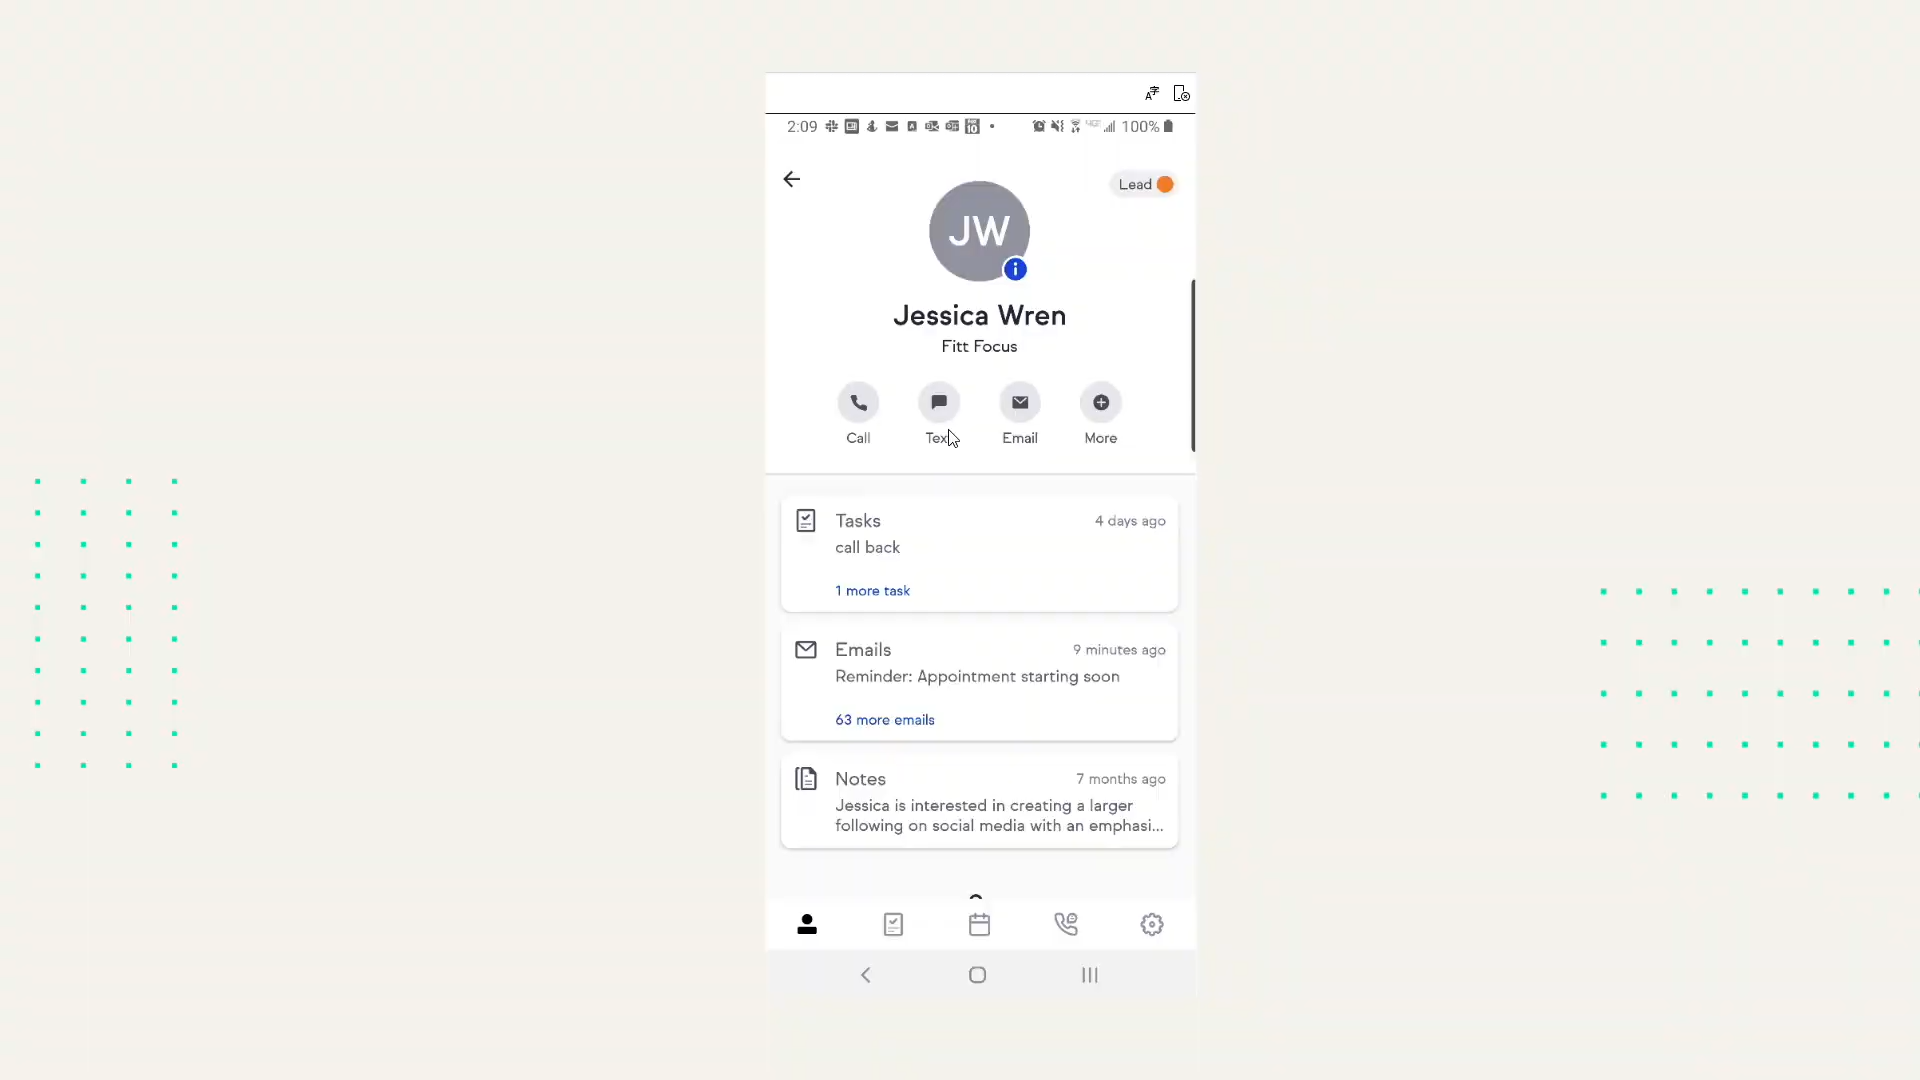 2:09
100%
Lead
JW
Jessica Wren
Fitt Focus
Call
Email
More
Tasks
4 days ago
call back
1 more task
Emails
9 minutes ago
Reminder: Appointment starting soon
63 more emails
Notes
7 months ago
Jessica is interested in creating a larger
following on social media with an emphasi...